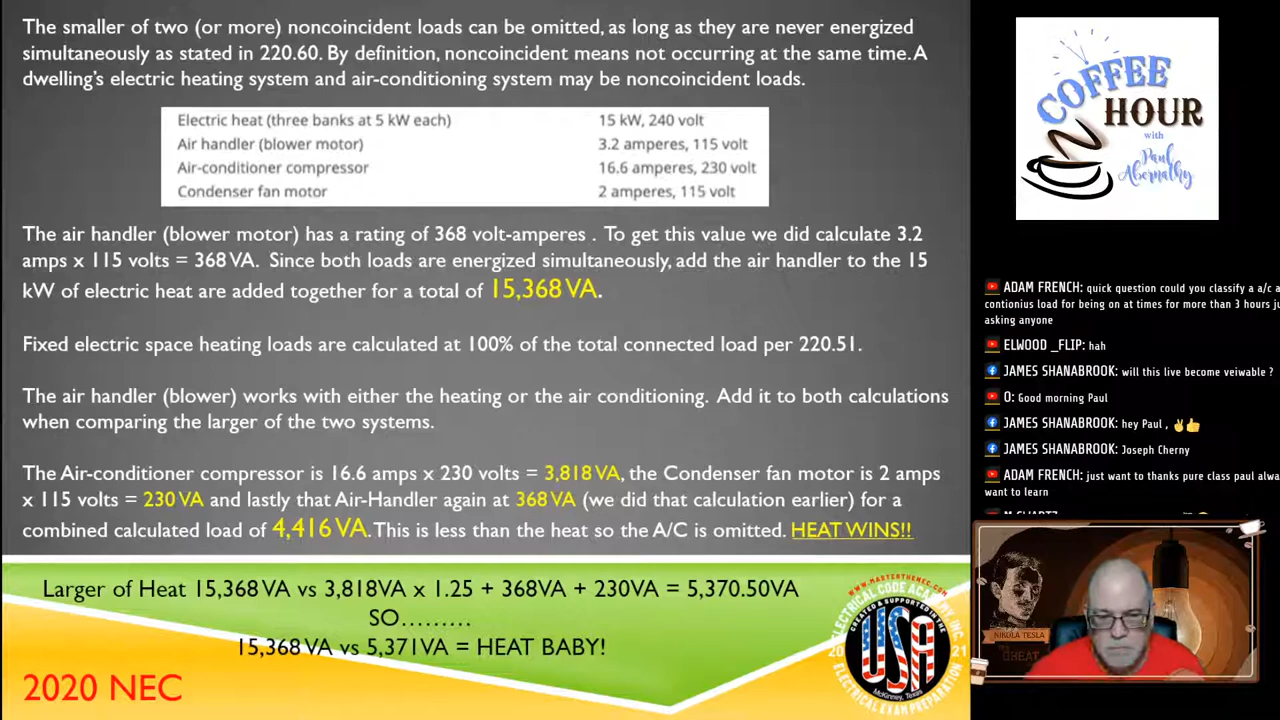 The smaller of two (or more) noncoincident loads can be omitted, as long as they are never energized
simultaneously as stated in 220.60. By definition, noncoincident means not occurring at the same time. A
dwelling's electric heating system and air-conditioning system may be noncoincident loads.
Electric heat (three banks at 5 kW each) 15 kW, 240 volt
Air handler (blower motor) 3.2 amperes, 115 volt
Air-conditioner compressor 16.6 amperes, 230 volt
Condenser fan motor 2 amperes, 115 volt
The air handler (blower motor) has a rating of 368 volt-amperes . To get this value we did calculate 3.2
amps x 115 volts = 368 VA. Since both loads are energized simultaneously, add the air handler to the 15
kW of electric heat are added together for a total of 15,368 VA.
Fixed electric space heating loads are calculated at 100% of the total connected load per 220.51.
The air handler (blower) works with either the heating or the air conditioning. Add it to both calculations
when comparing the larger of the two systems.
The Air-conditioner compressor is 16.6 amps x 230 volts = 3,818 VA, the Condenser fan motor is 2 amps
x 115 volts = 230 VA and lastly that Air-Handler again at 368 VA (we did that calculation earlier) for a
combined calculated load of 4,416 VA. This is less than the heat so the A/C is omitted. HEAT WINS!!
Larger of Heat 15,368 VA vs 3,818VA x 1.25 + 368VA + 230VA = 5,370.50VA
SO.........
15,368 VA vs 5,371VA = HEAT BABY!
2020 NEC
WWW.MASTERTHENEC.COM
ELECTRICAL CODE ACADEMY, INC.
CREATED & SUPPORTED IN THE
USA
20 21
McKinney, Texas
ELECTRICAL EXAM PREPARATION
COFFEE
HOUR
with
Paul
Abernathy
ADAM FRENCH: quick question could you classify a/c a
contionius load for being on at times for more than 3 hours ju
asking anyone
ELWOOD _FLIP: hah
JAMES SHANABROOK: will this live become veiwable ?
O: Good morning Paul
JAMES SHANABROOK: hey Paul , ✌️👍
JAMES SHANABROOK: Joseph Cherny
ADAM FRENCH: just want to thanks pure class paul alwa
want to learn
NIKOLA TESLA